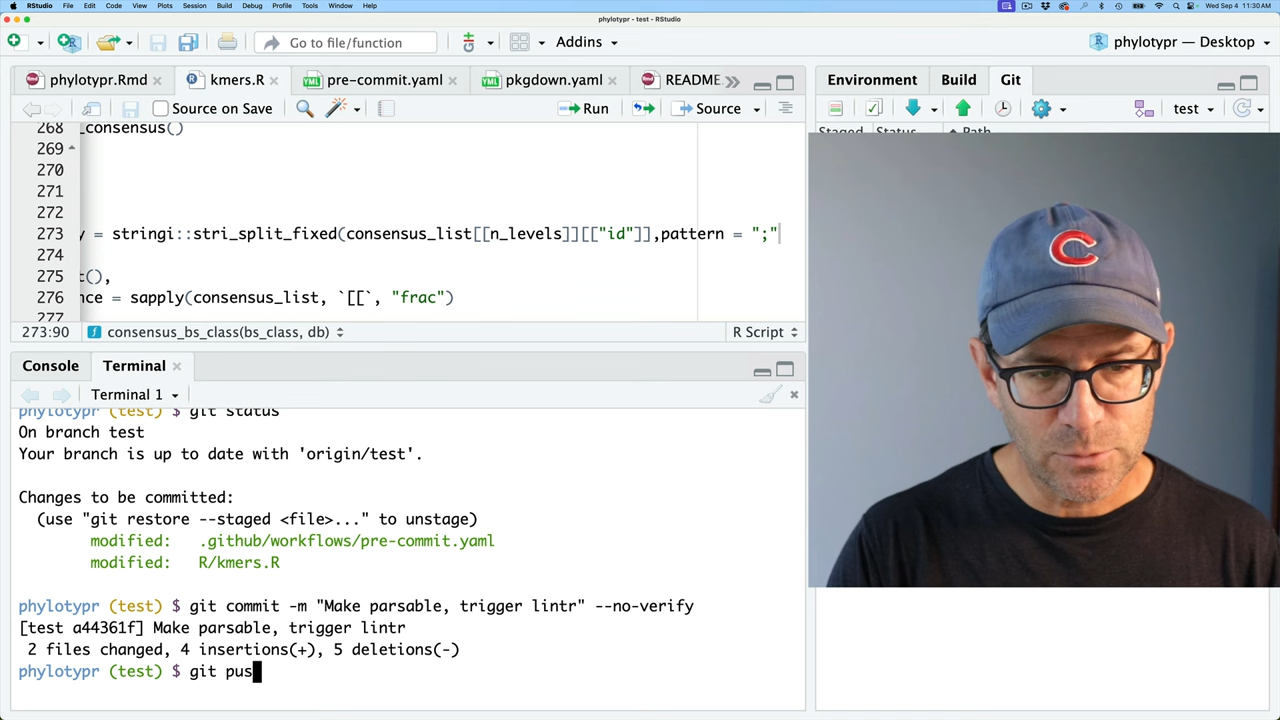 RStudio File Edit Code View Plots Session Build Debug Profile Tools Window Help Wed Sep 4 11:30 AM
phylotypr - test - RStudio
Go to file/function Addins phylotypr — Desktop
phylotypr.Rmd kmers.R pre-commit.yaml pkgdown.yaml README
Environment Build Git
Source on Save Run Source test
Staged Status Path
268 _consensus()
269
270
271
272
273 y = stringi::stri_split_fixed(consensus_list[[n_levels]][["id"]],pattern = ";"
274
275 t(),
276 nce = sapply(consensus_list, `[[`, "frac")
277
273:90 consensus_bs_class(bs_class, db) R Script
Console Terminal
Terminal 1
phylotypr (test) $ git status
On branch test
Your branch is up to date with 'origin/test'.
Changes to be committed:
(use "git restore --staged <file>..." to unstage)
modified: .github/workflows/pre-commit.yaml
modified: R/kmers.R
phylotypr (test) $ git commit -m "Make parsable, trigger lintr" --no-verify
[test a44361f] Make parsable, trigger lintr
2 files changed, 4 insertions(+), 5 deletions(-)
phylotypr (test) $ git pus
C